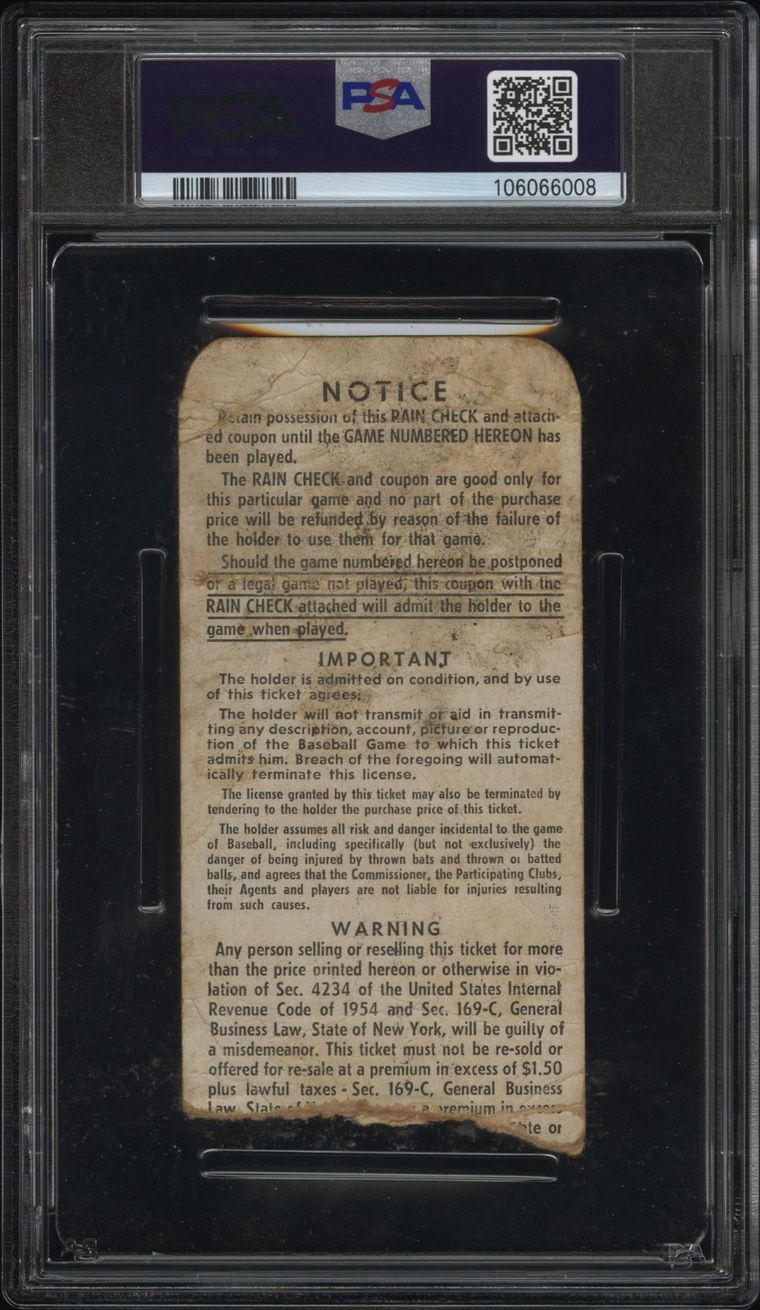 PSA
106066008
NOTICE
Retain possession of this RAIN CHECK and attach-
ed coupon until the GAME NUMBERED HEREON has
been played.
The RAIN CHECK and coupon are good only for
this particular game and no part of the purchase
price will be refunded by reason of the failure of
the holder to use them for that game.
Should the game numbered hereon be postponed
or a legal game not played, this coupon with the
RAIN CHECK attached will admit the holder to the
game when played.
IMPORTANT
The holder is admitted on condition, and by use
of this ticket agrees:
The holder will not transmit or aid in transmit-
ting any description, account, picture or reproduc-
tion of the Baseball Game to which this ticket
admits him. Breach of the foregoing will automat-
ically terminate this license.
The license granted by this ticket may also be terminated by
tendering to the holder the purchase price of this ticket.
The holder assumes all risk and danger incidental to the game
of Baseball, including specifically (but not exclusively) the
danger of being injured by thrown bats and thrown or batted
balls, and agrees that the Commissioner, the Participating Clubs,
their Agents and players are not liable for injuries resulting
from such causes.
WARNING
Any person selling or reselling this ticket for more
than the price printed hereon or otherwise in vio-
lation of Sec. 4234 of the United States Internal
Revenue Code of 1954 and Sec. 169-C, General
Business Law, State of New York, will be guilty of
a misdemeanor. This ticket must not be re-sold or
offered for re-sale at a premium in excess of $1.50
plus lawful taxes - Sec. 169-C, General Business
Law, State of a premium in
or